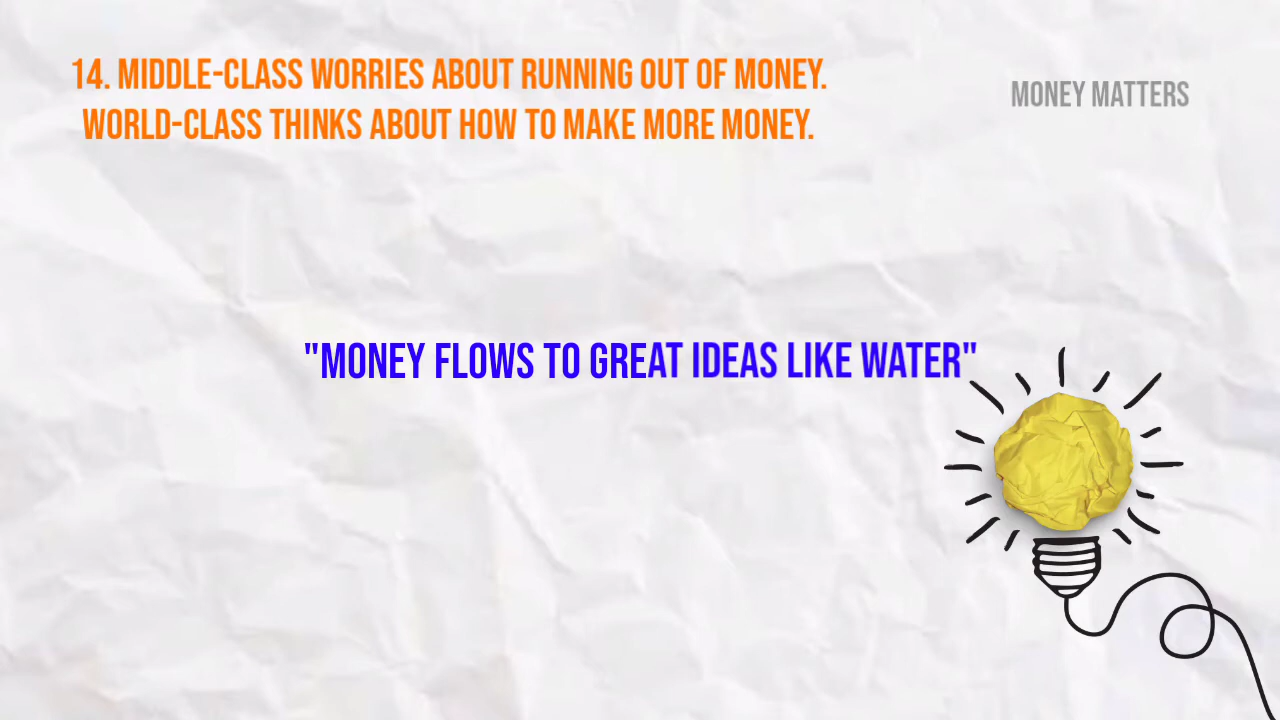 14. MIDDLE-CLASS WORRIES ABOUT RUNNING OUT OF MONEY.
WORLD-CLASS THINKS ABOUT HOW TO MAKE MORE MONEY.
MONEY MATTERS
"MONEY FLOWS TO GREAT IDEAS LIKE WATER"